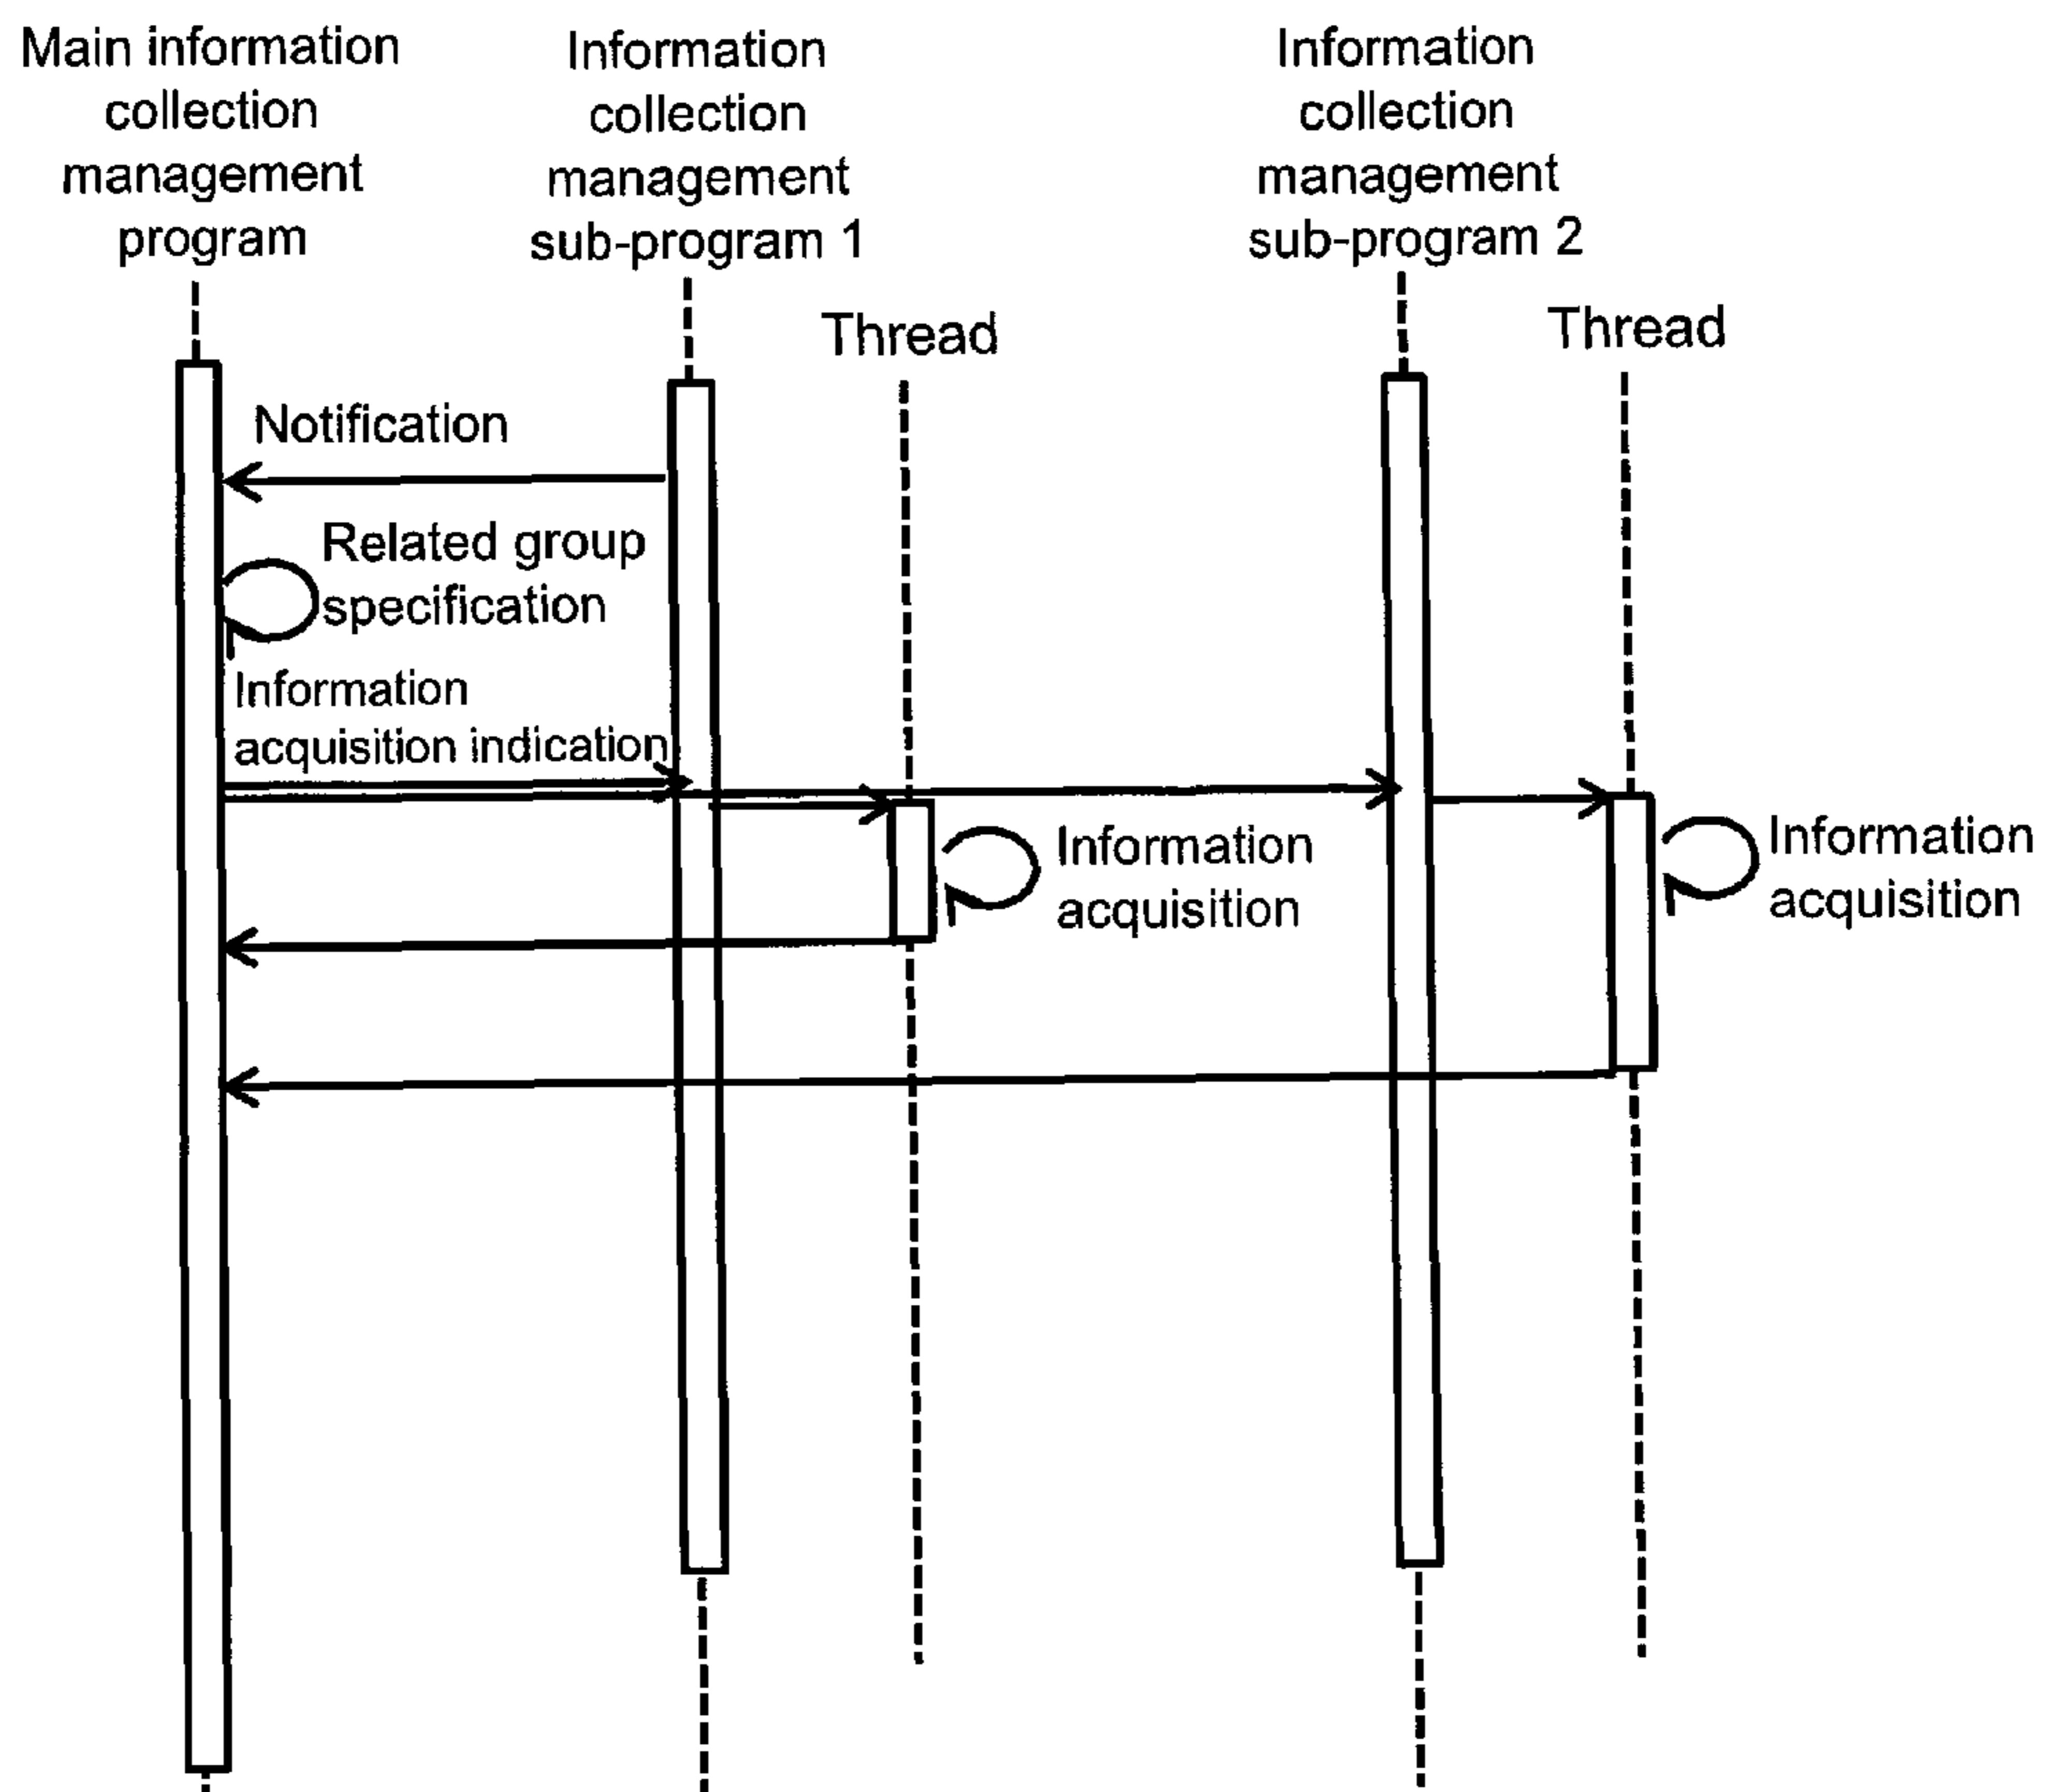 Main information
collection
management
program
Information
collection
management
sub-program 1
Information
collection
management
sub-program 2
Thread
Thread
Notification
Related group
specification
Information
acquisition indication
Information
acquisition
Information
acquisition